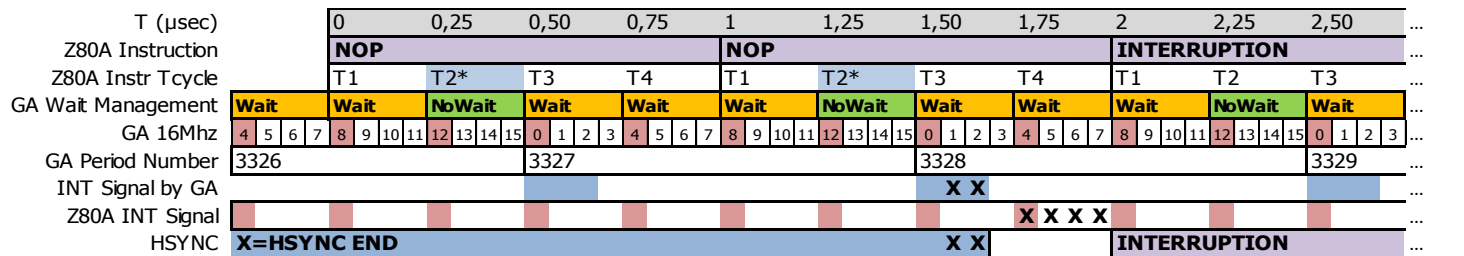 T (µsec) 0 0,25 0,50 0,75 1 1,25 1,50 1,75 2 2,25 2,50 ...
Z80A Instruction NOP NOP INTERRUPTION ...
Z80A Instr Tcycle T1 T2* T3 T4 T1 T2* T3 T4 T1 T2 T3 ...
GA Wait Management Wait Wait NoWait Wait Wait Wait NoWait Wait Wait Wait NoWait Wait ...
GA 16Mhz 4 5 6 7 8 9 10 11 12 13 14 15 0 1 2 3 4 5 6 7 8 9 10 11 12 13 14 15 0 1 2 3 4 5 6 7 8 9 10 11 12 13 14 15 0 1 2 3 ...
GA Period Number 3326 3327 3328 3329 ...
INT Signal by GA X X ...
Z80A INT Signal X X X X ...
HSYNC X=HSYNC END X X INTERRUPTION ...